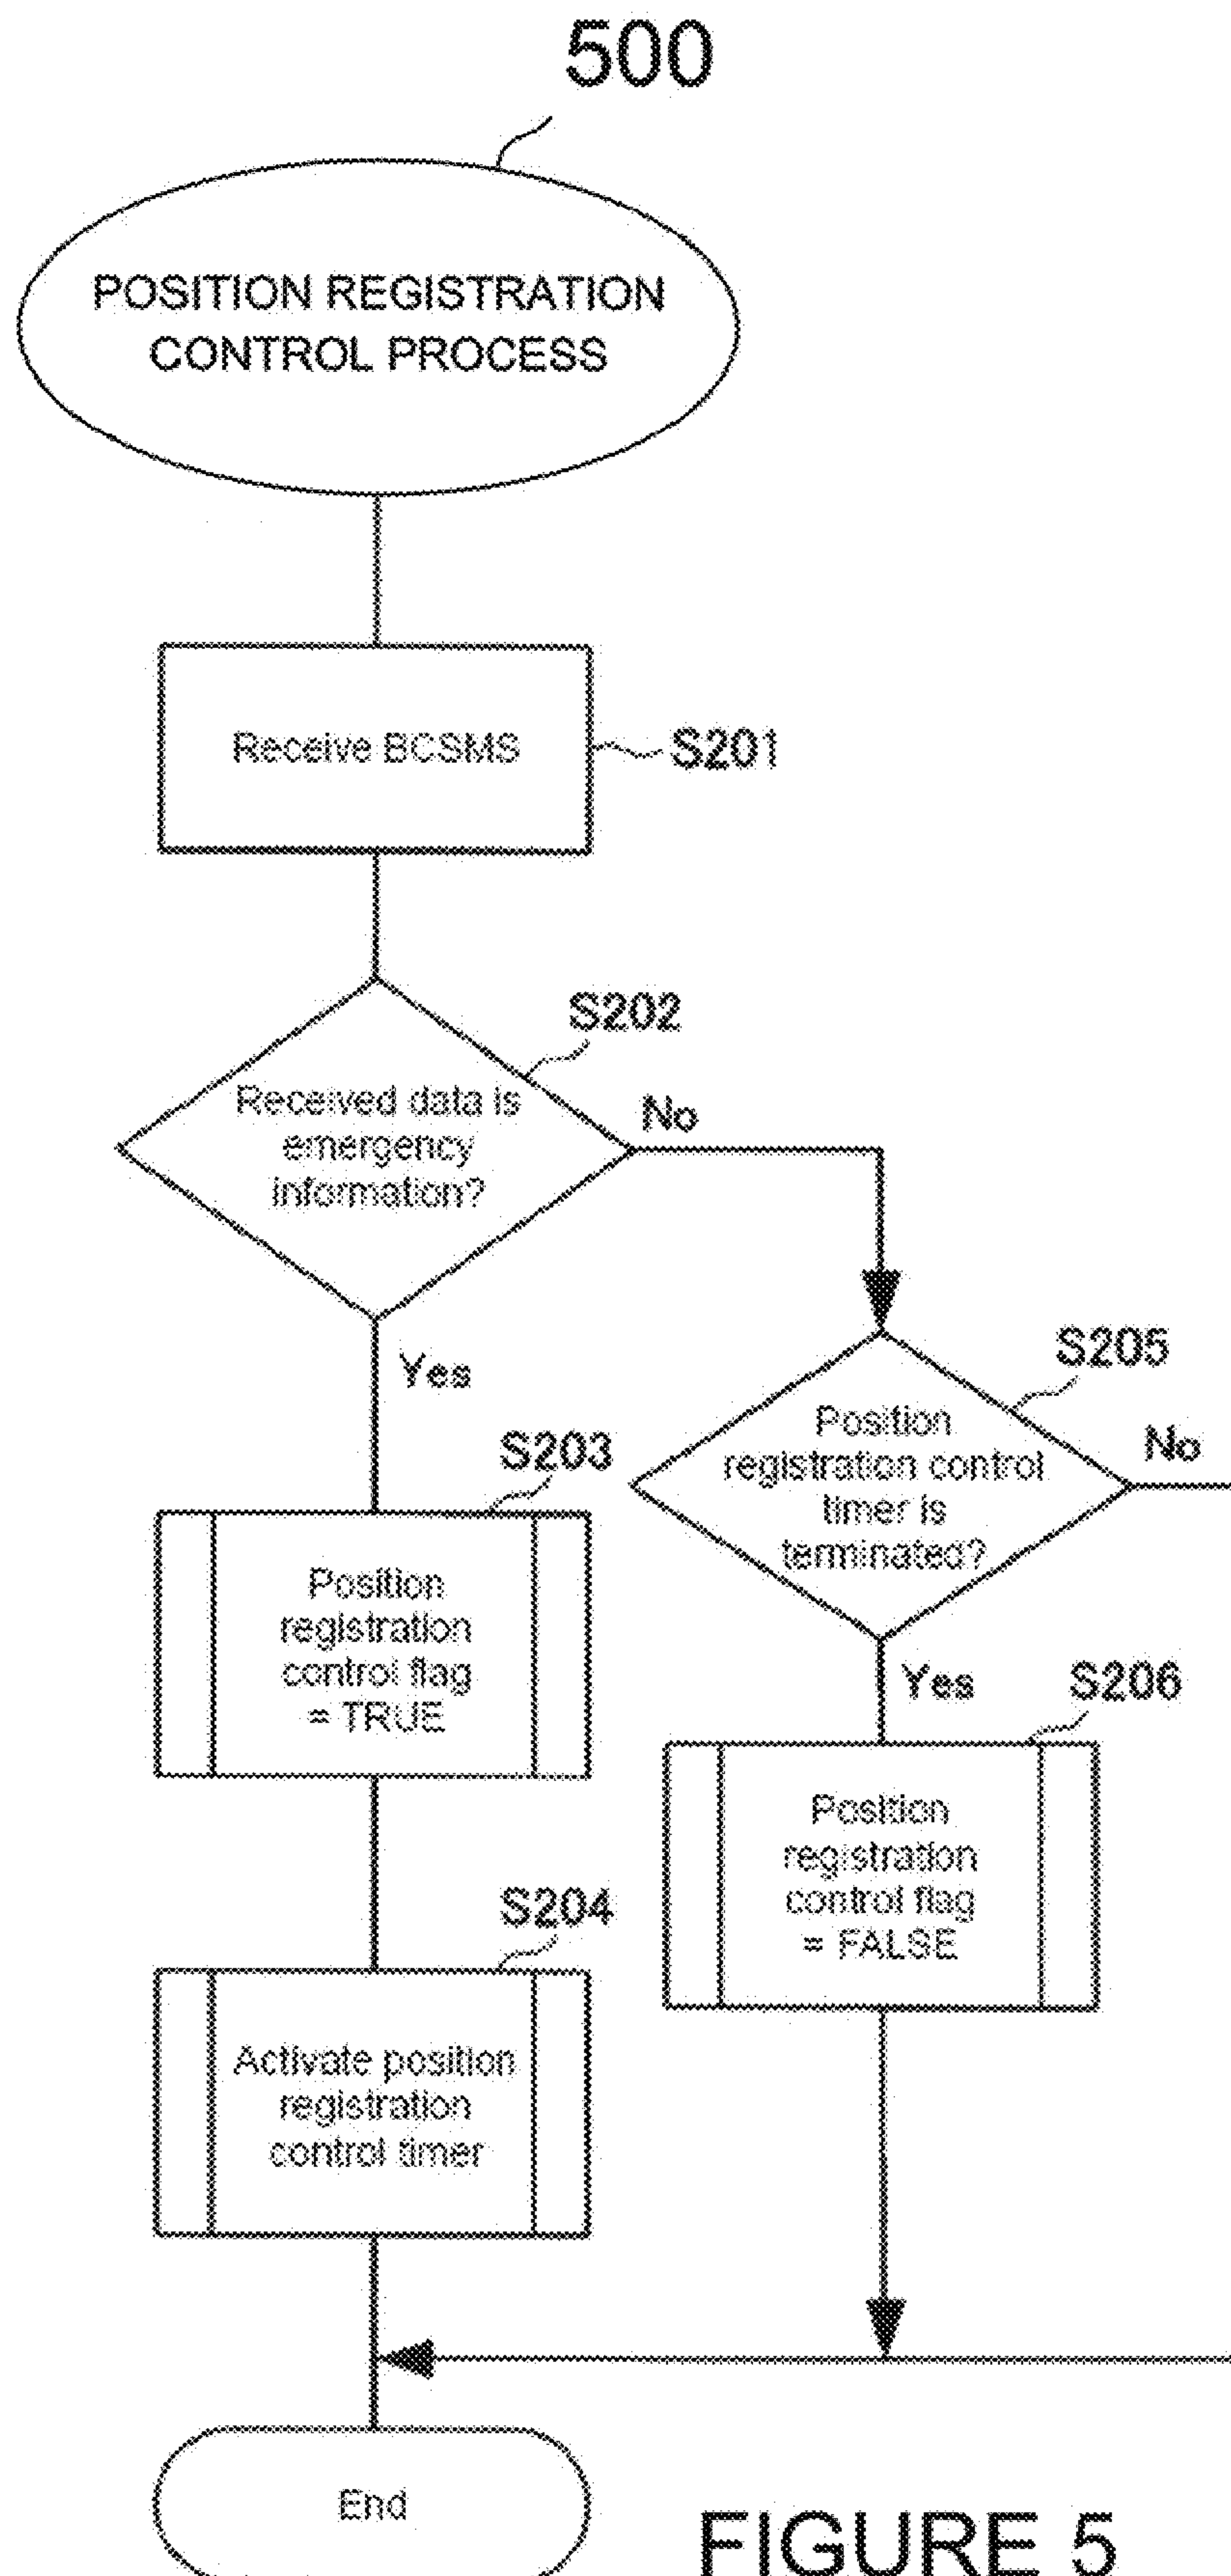 500
POSITION REGISTRATION
CONTROL PROCESS
Receive BCSMS
S201
S202
Received data is
emergency
information?
No
Yes
S205
Position
registration control
timer is
terminated?
No
S203
Position
registration
control flag
= TRUE
Yes
S206
Position
registration
control flag
= FALSE
S204
Activate position
registration
control timer
End
FIGURE 5